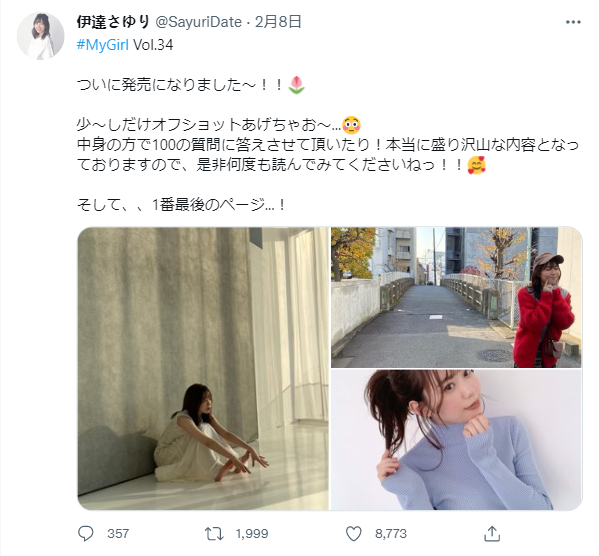 伊達さゆり @SayuriDate · 2月8日
#MyGirl Vol.34
ついに発売になりました〜！！🌷
少〜しだけオフショットあげちゃお〜...😳
中身の方で100の質問に答えさせて頂いたり！本当に盛り沢山な内容となっ
ておりますので、是非何度も読んでみてくださいねっ！！🥰
そして、、1番最後のページ...！
357 1,999 8,773